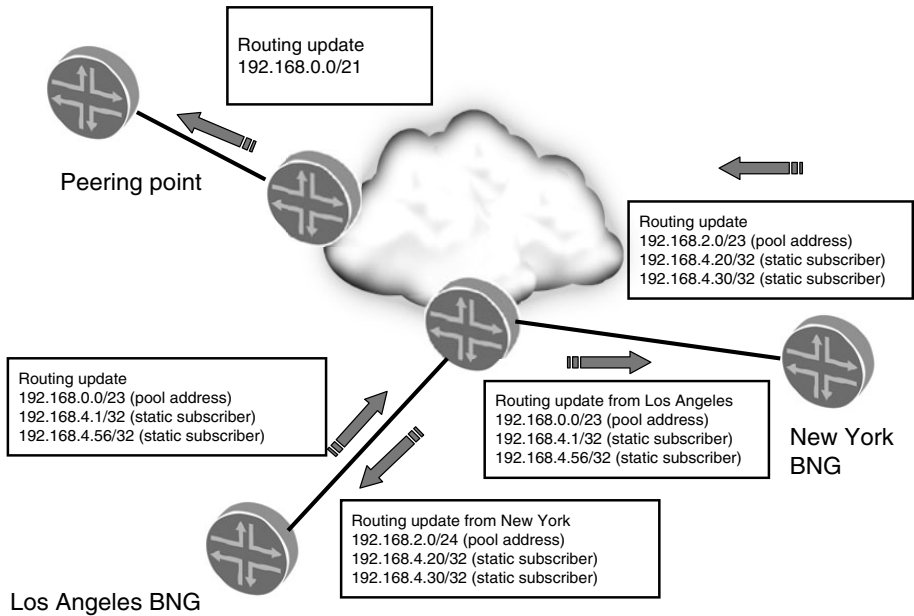 Routing update
192.168.0.0/21
Peering point
Routing update
192.168.2.0/23 (pool address)
192.168.4.20/32 (static subscriber)
192.168.4.30/32 (static subscriber)
Routing update
192.168.0.0/23 (pool address)
192.168.4.1/32 (static subscriber)
192.168.4.56/32 (static subscriber)
Routing update from Los Angeles
192.168.0.0/23 (pool address)
192.168.4.1/32 (static subscriber)
192.168.4.56/32 (static subscriber)
New York
BNG
Routing update from New York
192.168.2.0/24 (pool address)
192.168.4.20/32 (static subscriber)
192.168.4.30/32 (static subscriber)
Los Angeles BNG